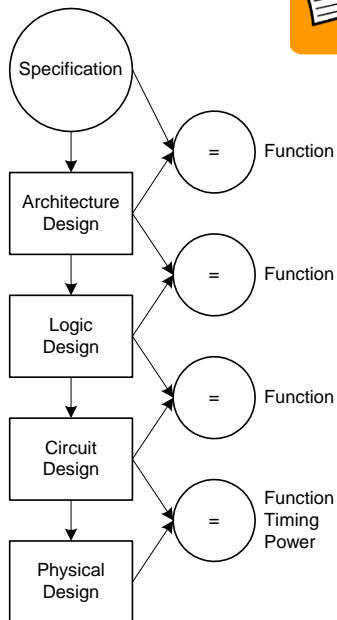 Specification
=
Function
Architecture
Design
=
Function
Logic
Design
=
Function
Circuit
Design
=
Function
Timing
Power
Physical
Design